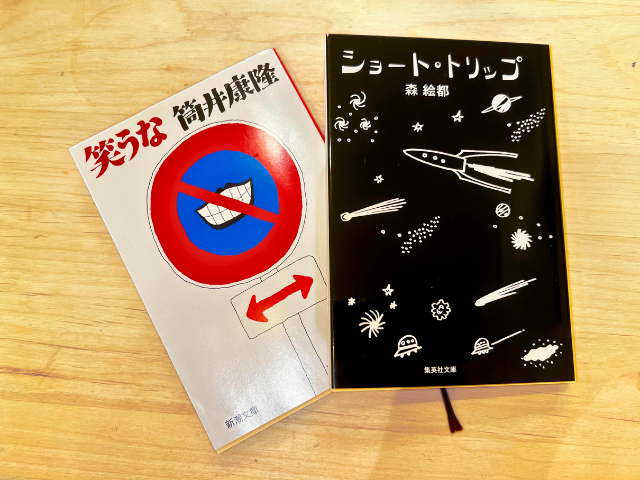 笑うな 筒井康隆
新潮文庫
ショート・トリップ
森 絵都
集英社文庫